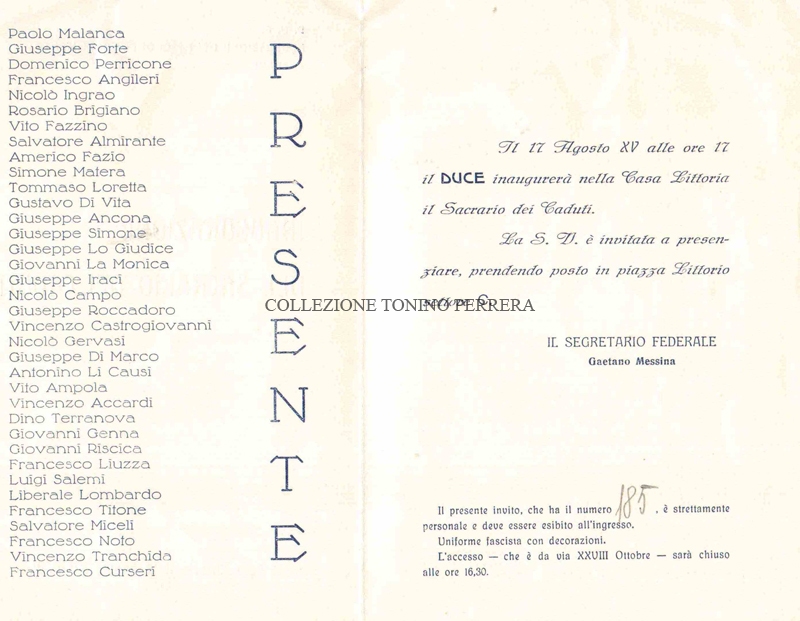 Paolo Malanca
Giuseppe Forte
Domenico Perricone
Francesco Angileri
Nicolò Ingrao
Rosario Brigiano
Vito Fazzino
Salvatore Almirante
Americo Fazio
Simone Matera
Tommaso Loretta
Gustavo Di Vita
Giuseppe Ancona
Giuseppe Simone
Giuseppe Lo Giudice
Giovanni La Monica
Giuseppe Iraci
Nicolò Campo
Giuseppe Roccadoro
Vincenzo Castrogiovanni
Nicolò Gervasi
Giuseppe Di Marco
Antonino Li Causi
Vito Ampola
Vincenzo Accardi
Dino Terranova
Giovanni Genna
Giovanni Riscica
Francesco Liuzza
Luigi Salemi
Liberale Lombardo
Francesco Titone
Salvatore Miceli
Francesco Noto
Vincenzo Tranchida
Francesco Curseri
PRESENTE
Il 17 Agosto XV alle ore 17
il DUCE inaugurerà nella Casa Littoria
il Sacrario dei Caduti.
La S. V. è invitata a presen-
ziare, prendendo posto in piazza Littorio
settore C.
COLLEZIONE TONINO PERRERA
IL SEGRETARIO FEDERALE
Gaetano Messina
Il presente invito, che ha il numero 185, è strettamente
personale e deve essere esibito all'ingresso.
Uniforme fascista con decorazioni.
L'accesso — che è da via XXVIII Ottobre — sarà chiuso
alle ore 16,30.